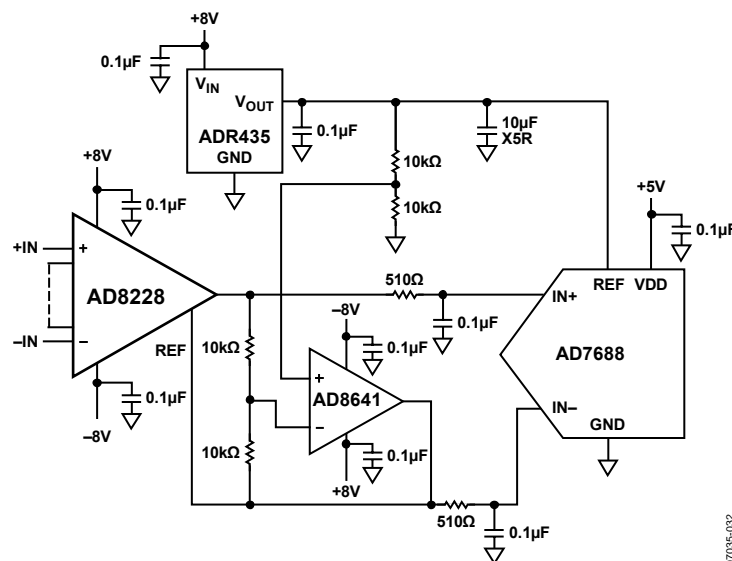 +8V
0.1µF
VIN
VOUT
ADR435
GND
0.1µF
10µF
X5R
10kΩ
10kΩ
+8V
0.1µF
+5V
0.1µF
+IN
+
AD8228
–IN
–
REF
–8V
0.1µF
510Ω
0.1µF
10kΩ
10kΩ
–8V
0.1µF
+
AD8641
–
+8V
0.1µF
510Ω
0.1µF
REF
VDD
IN+
AD7688
IN–
GND